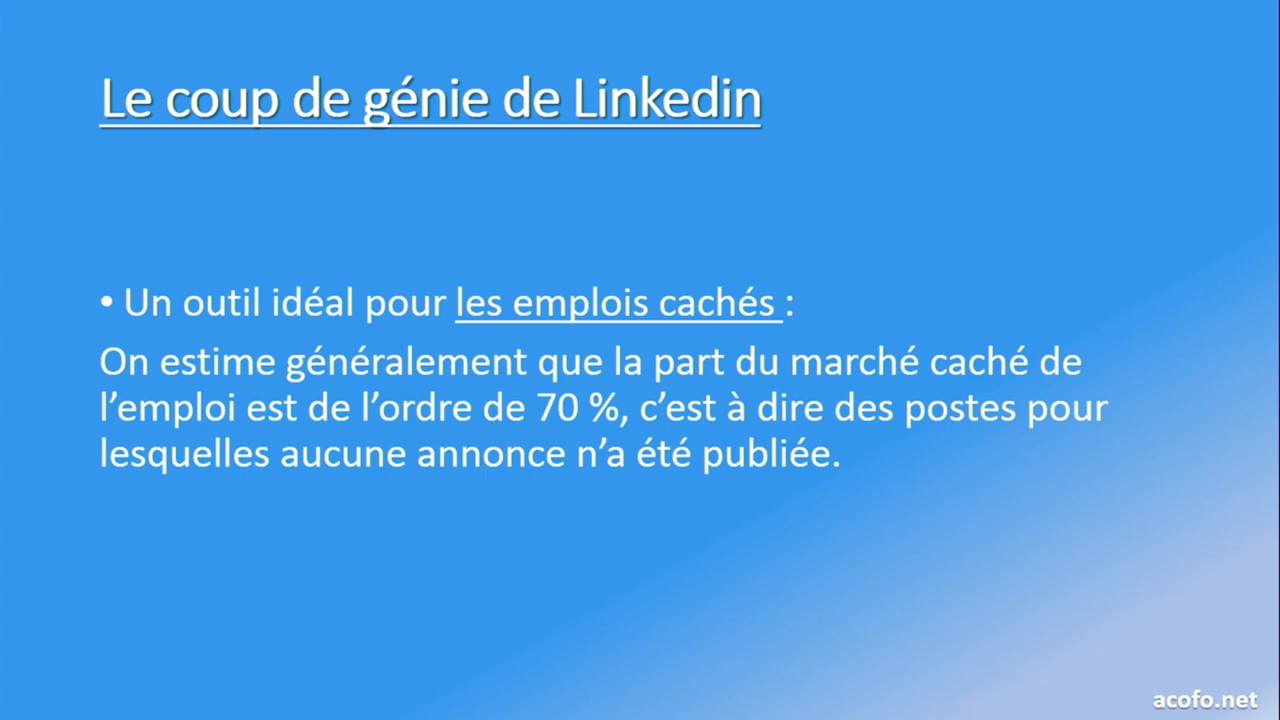 Le coup de génie de Linkedin
• Un outil idéal pour les emplois cachés :
On estime généralement que la part du marché caché de
l’emploi est de l’ordre de 70 %, c’est à dire des postes pour
lesquelles aucune annonce n’a été publiée.
acofo.net